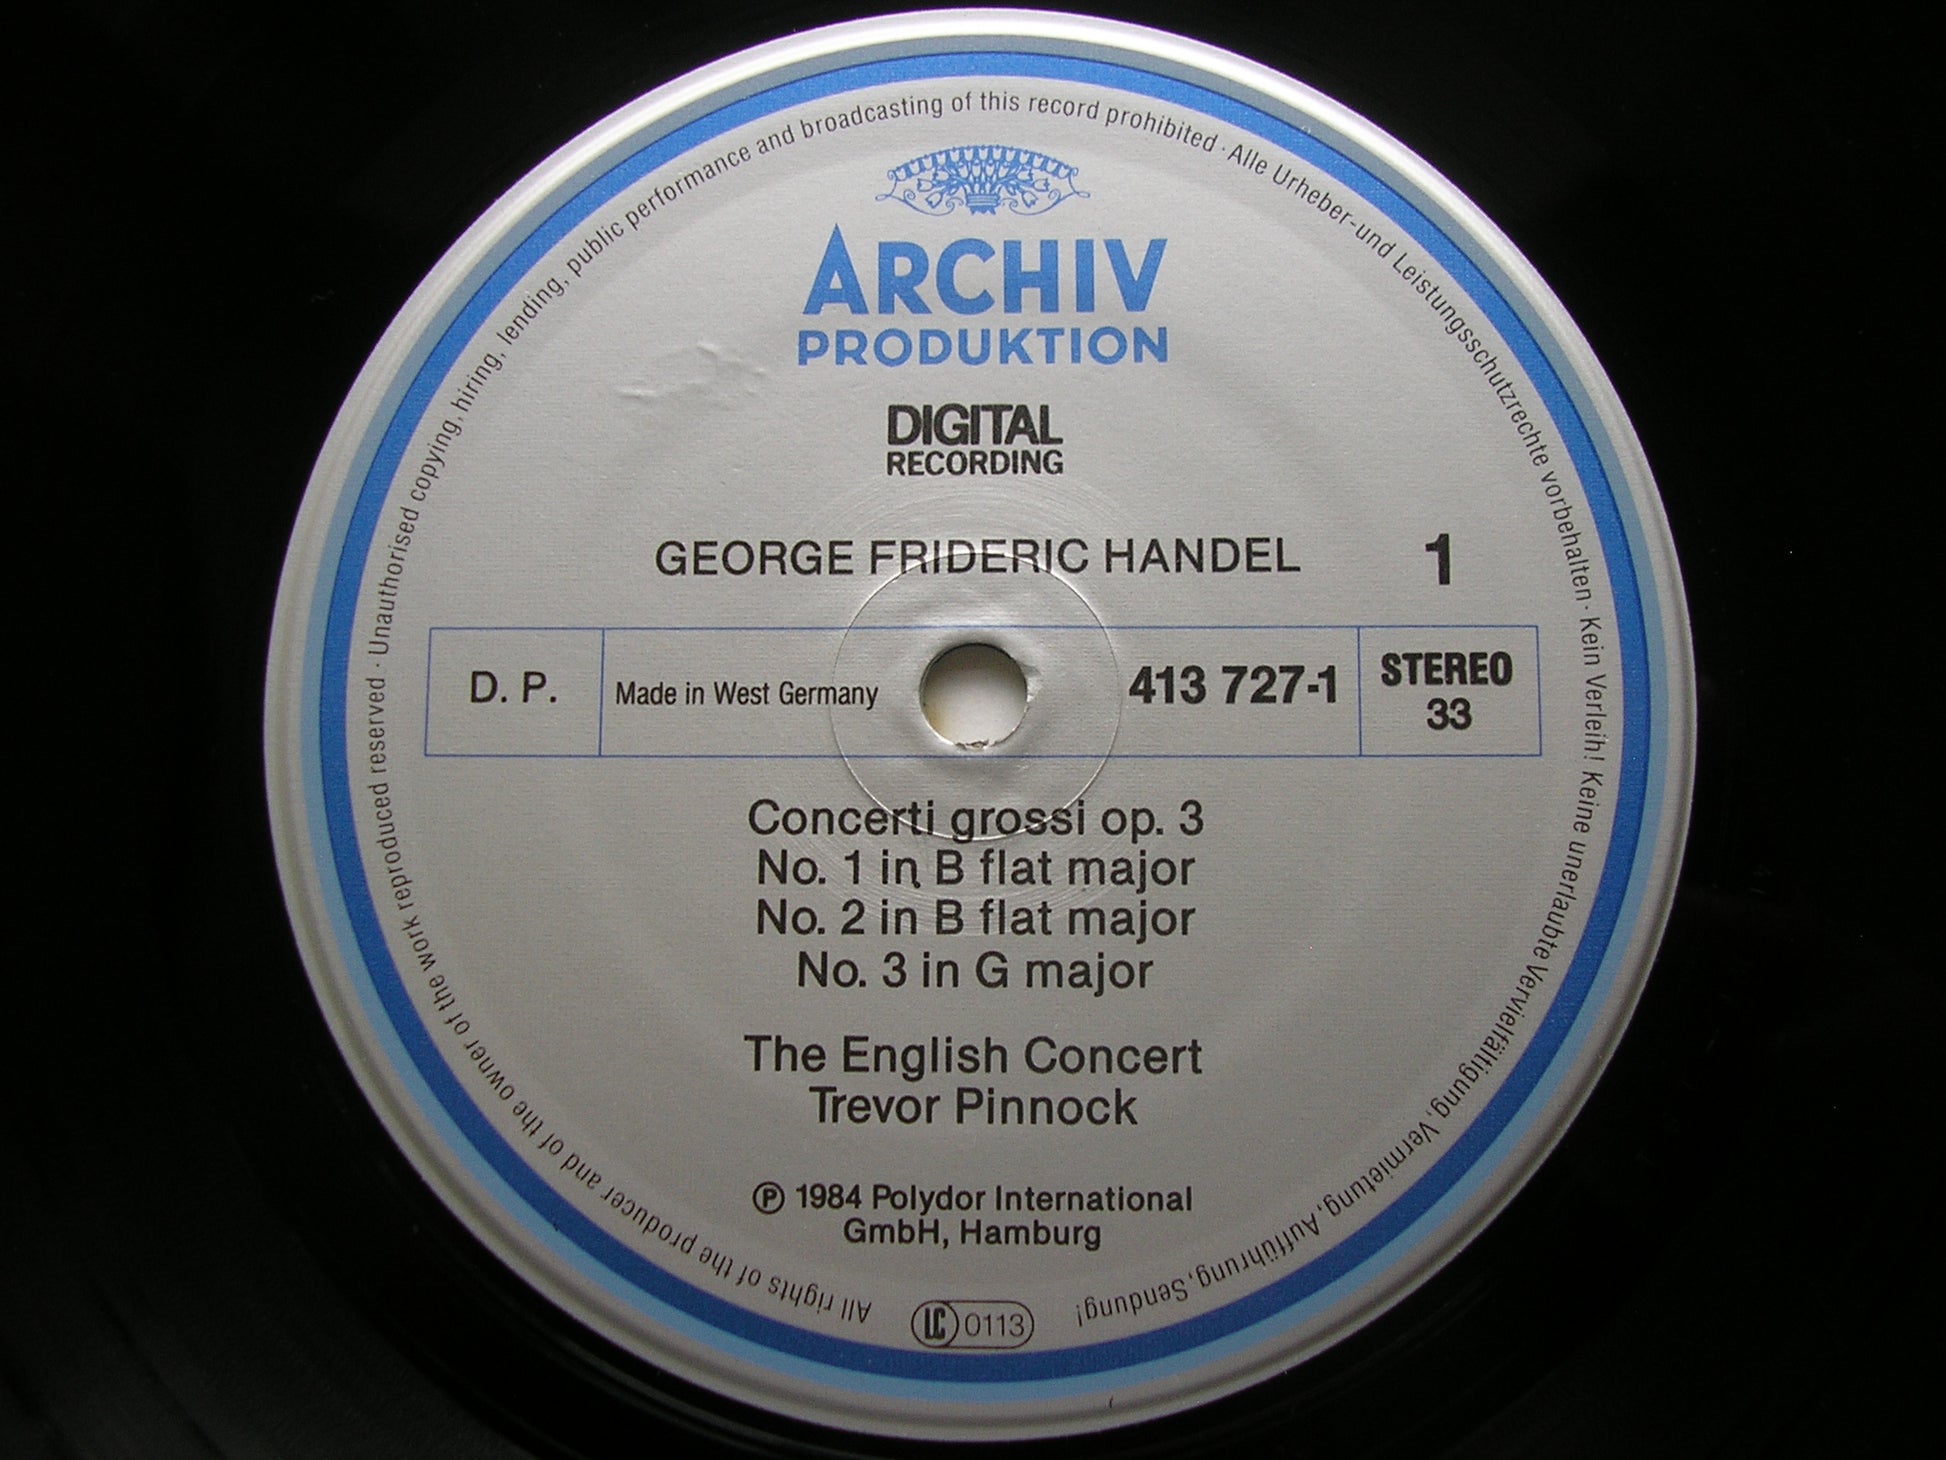 ARCHIV
PRODUKTION
DIGITAL
RECORDING
GEORGE FRIDERIC HANDEL
1
D. P.
Made in West Germany
413 727-1
STEREO
33
Concerti grossi op. 3
No. 1 in B flat major
No. 2 in B flat major
No. 3 in G major
The English Concert
Trevor Pinnock
℗ 1984 Polydor International
GmbH, Hamburg
LC 0113
All rights of the producer and of the owner of the work reproduced reserved · Unauthorised copying, hiring, lending, public performance and broadcasting of this record prohibited · Alle Urheber-und Leistungsschutzrechte vorbehalten · Kein Verleih! Keine unerlaubte Vervielfältigung, Vermietung, Aufführung, Sendung!